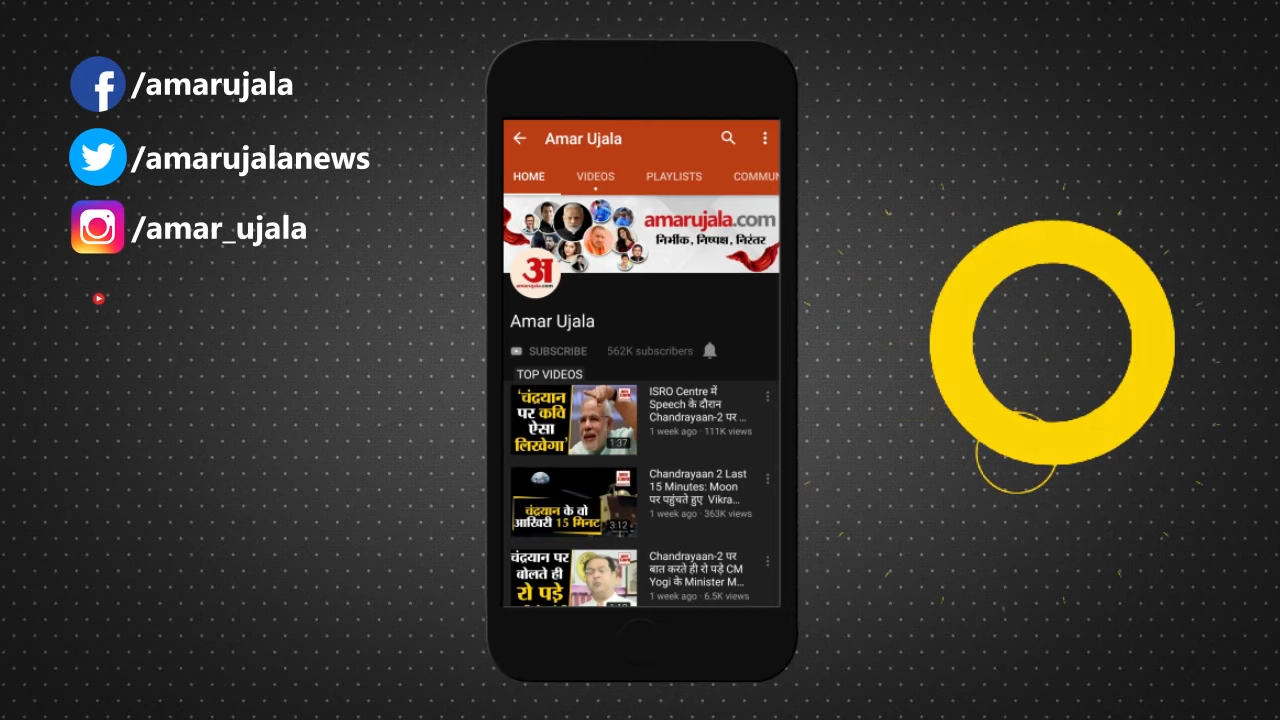 /amarujala
/amarujalanews
/amar_ujala
Amar Ujala
HOME VIDEOS PLAYLISTS COMMUN
amarujala.com
निर्भीक, निष्पक्ष, निरंतर
अ
amarujala.com
Amar Ujala
SUBSCRIBE 562K subscribers
TOP VIDEOS
'चंद्रयान
पर कवि
ऐसा
लिखेगा'
1:37
ISRO Centre में
Speech के दौरान
Chandrayaan-2 पर ...
1 week ago · 111K views
चंद्रयान के वो
आखिरी 15 मिनट
3:12
Chandrayaan 2 Last
15 Minutes: Moon
पर पहुंचते हुए Vikra...
1 week ago · 363K views
चंद्रयान पर
बोलते ही
रो पड़े
Chandrayaan-2 पर
बात करते ही रो पड़े CM
Yogi के Minister M...
1 week ago · 6.5K views